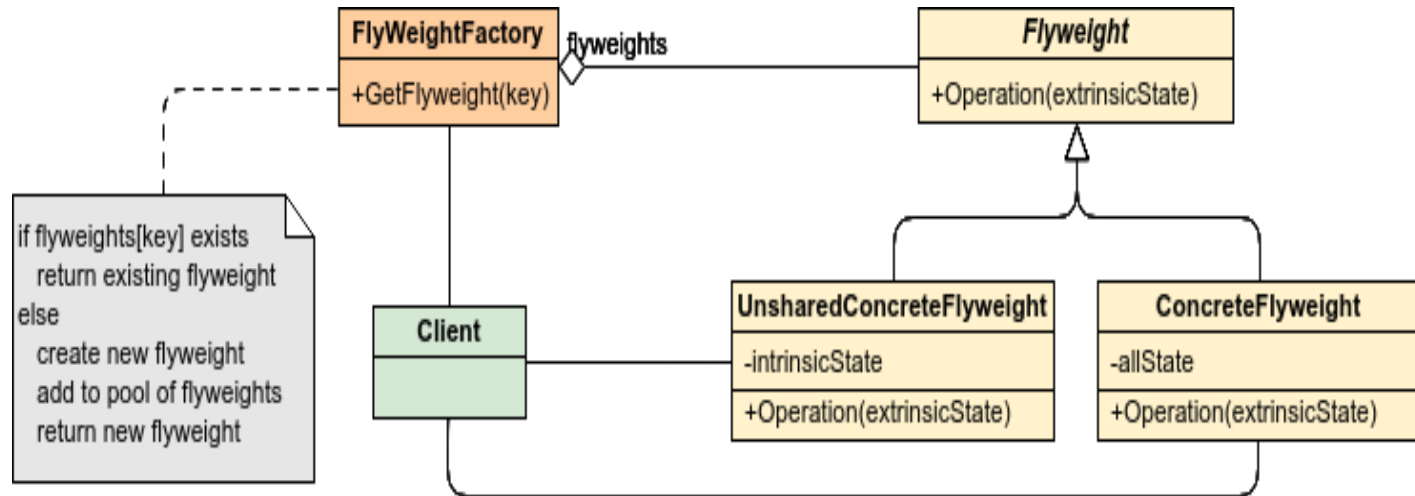 FlyWeightFactory
+GetFlyweight(key)
flyweights
Flyweight
+Operation(extrinsicState)
if flyweights[key] exists
return existing flyweight
else
create new flyweight
add to pool of flyweights
return new flyweight
Client
UnsharedConcreteFlyweight
-intrinsicState
+Operation(extrinsicState)
ConcreteFlyweight
-allState
+Operation(extrinsicState)